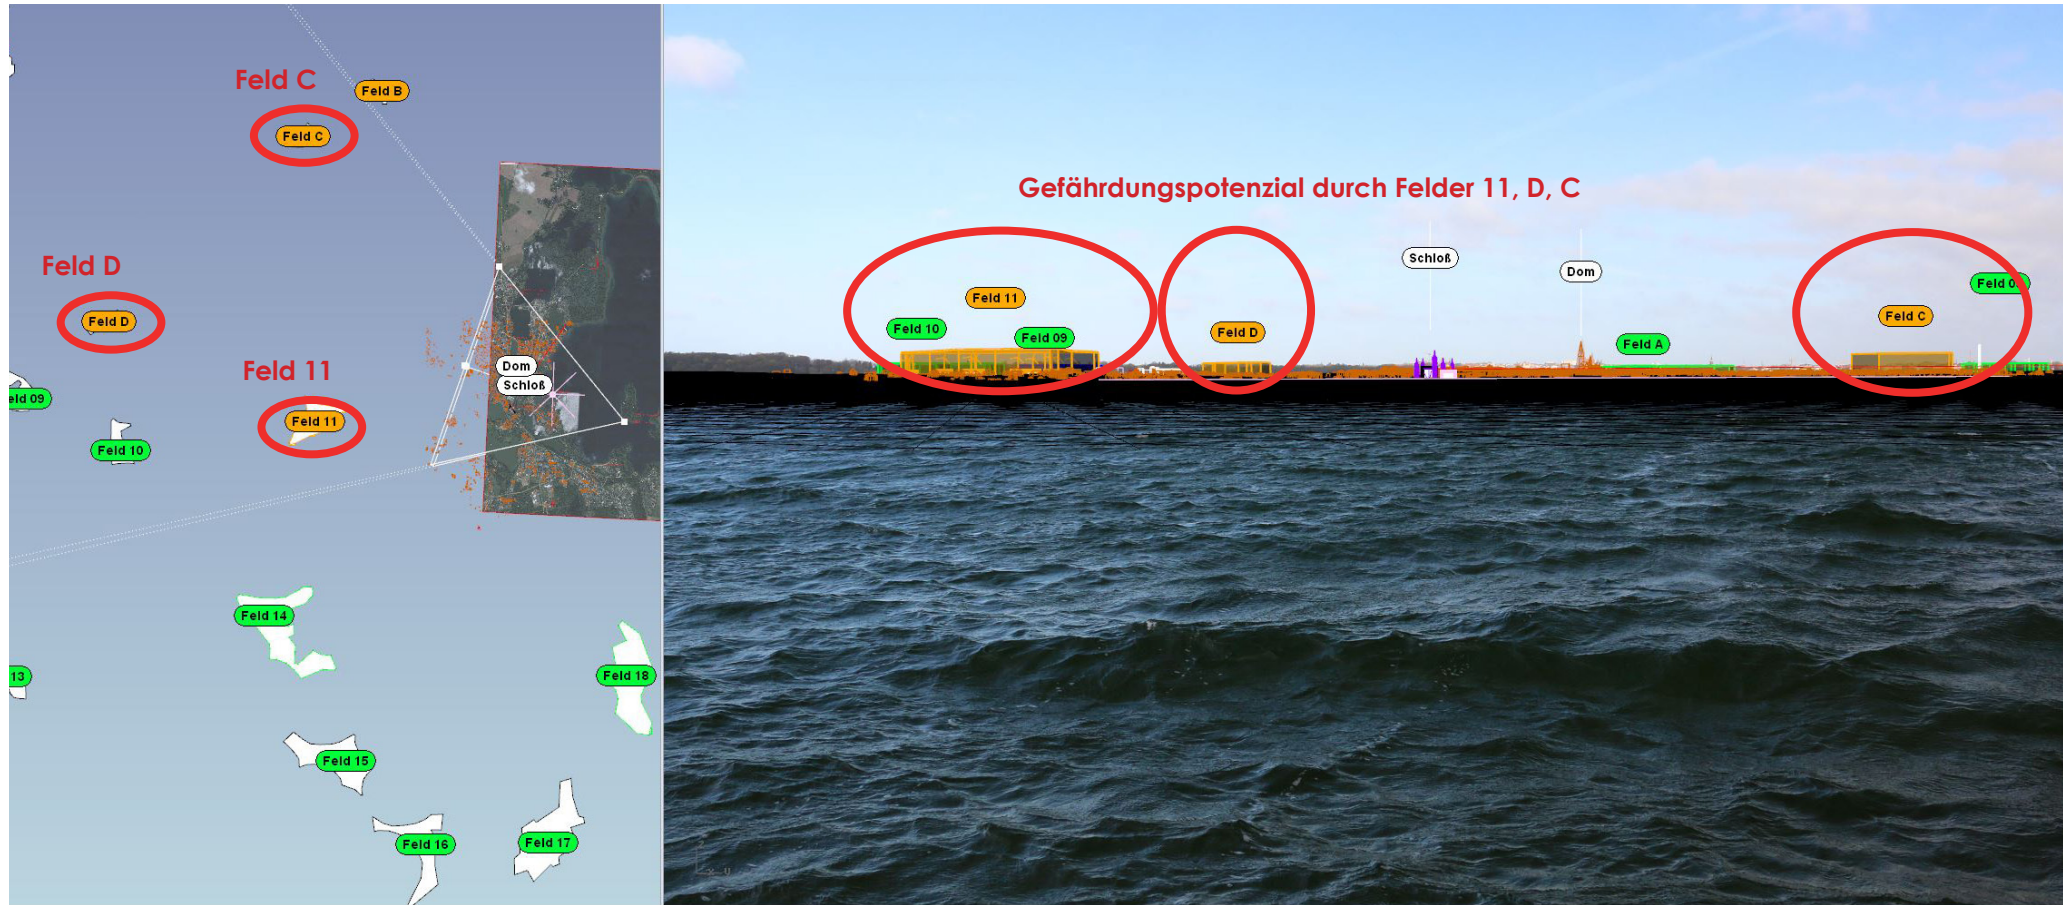 Feld C
Feld B
Feld C
Feld D
Feld D
Feld 11
Dom
Schloß
eld 09
Feld 11
Feld 10
Feld 14
13
Feld 18
Feld 15
Feld 16
Feld 17
Gefährdungspotenzial durch Felder 11, D, C
Schloß
Dom
Feld 0
Feld 11
Feld C
Feld 10
Feld 09
Feld D
Feld A